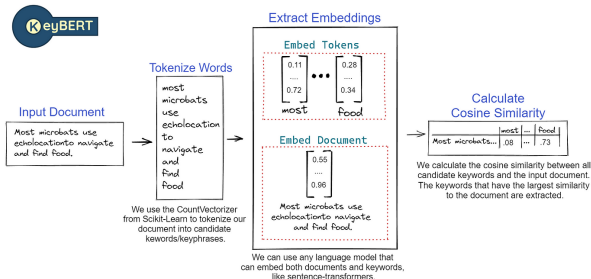 KeyBERT
Input Document
Most microbats use
echolocationto navigate
and find food.
Tokenize Words
most
microbats
use
echolocation
to
navigate
and
find
food
We use the CountVectorizer
from Scikit-Learn to tokenize our
document into candidate
kewords/keyphrases.
Extract Embeddings
Embed Tokens
0.11 0.28
.... ....
0.72 0.34
most food
Embed Document
0.55
....
0.96
Most microbats use
echolocationto navigate
and find food.
We can use any language model that
can embed both documents and keywords,
like sentence-transformers.
Calculate
Cosine Similarity
most ... food
Most microbats... .08 ... .73
We calculate the cosine similarity between all
candidate keywords and the input document.
The keywords that have the largest similarity
to the document are extracted.